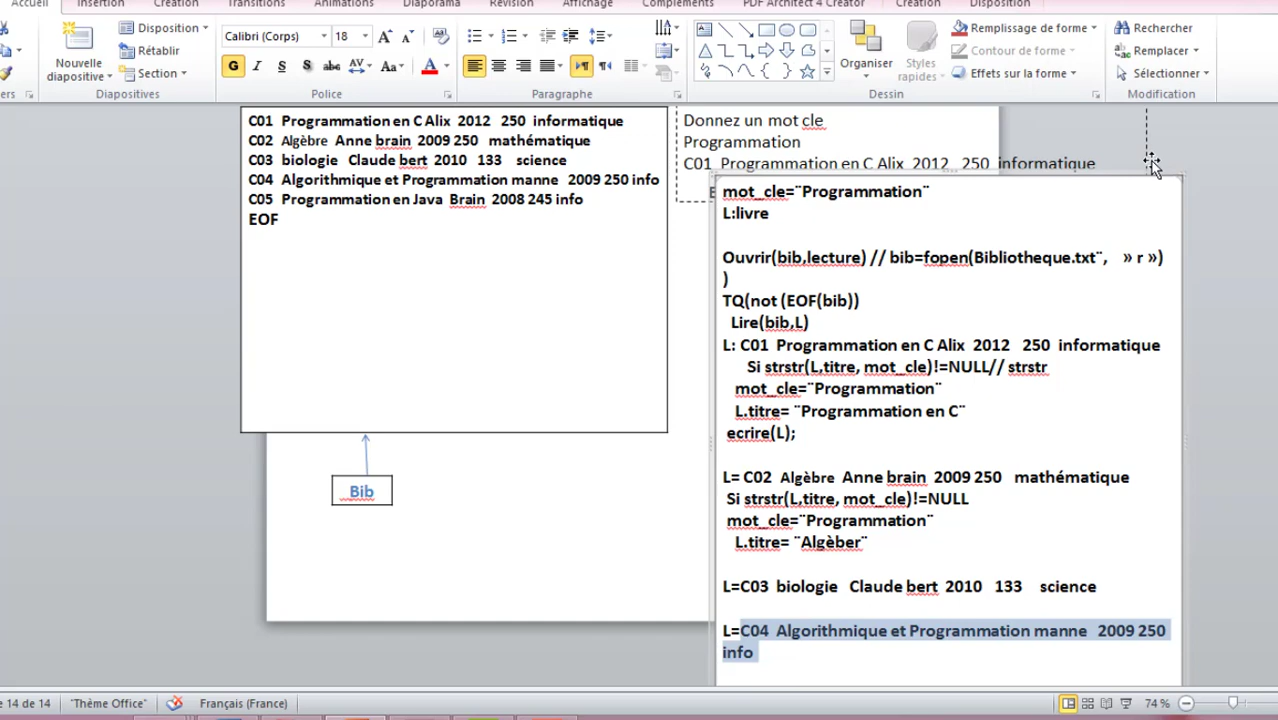 Accueil Insertion Création Transitions Animations Diaporama Révision Affichage Compléments PDF Architect 4 Creator Création Disposition
Disposition
Rétablir
Section
Nouvelle
diapositive
Diapositives
Calibri (Corps) 18
G I S S abc AV Aa A
Police
Paragraphe
Organiser
Styles
rapides
Remplissage de forme
Contour de forme
Effets sur la forme
Dessin
Rechercher
Remplacer
Sélectionner
Modification
C01 Programmation en C Alix 2012 250 informatique
C02 Algèbre Anne brain 2009 250 mathématique
C03 biologie Claude bert 2010 133 science
C04 Algorithmique et Programmation manne 2009 250 info
C05 Programmation en Java Brain 2008 245 info
EOF
Bib
Donnez un mot cle
Programmation
C01 Programmation en C Alix 2012 250 informatique
mot_cle=¨Programmation¨
L:livre
Ouvrir(bib,lecture) // bib=fopen(Bibliotheque.txt¨, » r »)
)
TQ(not (EOF(bib))
Lire(bib,L)
L: C01 Programmation en C Alix 2012 250 informatique
Si strstr(L,titre, mot_cle)!=NULL// strstr
mot_cle=¨Programmation¨
L.titre= ¨Programmation en C¨
ecrire(L);
L= C02 Algèbre Anne brain 2009 250 mathématique
Si strstr(L,titre, mot_cle)!=NULL
mot_cle=¨Programmation¨
L.titre= ¨Algèber¨
L=C03 biologie Claude bert 2010 133 science
L=C04 Algorithmique et Programmation manne 2009 250
info
e 14 de 14 "Thème Office" Français (France) 74 %